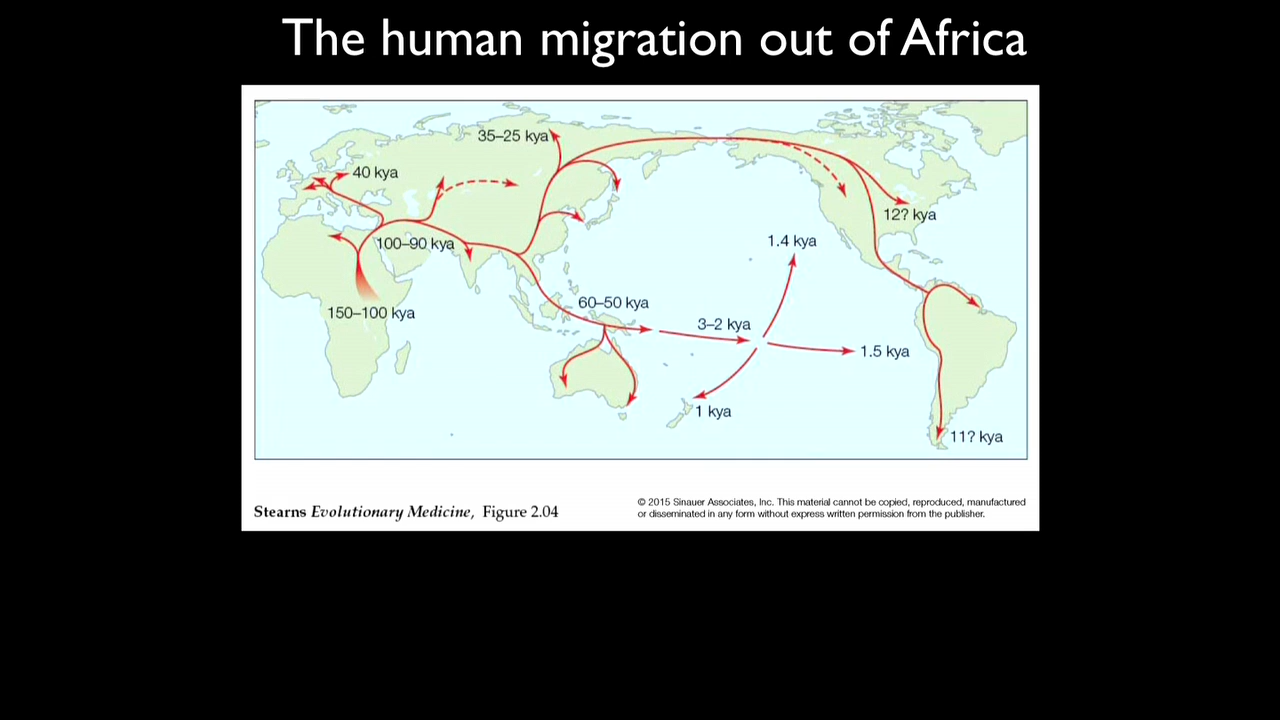 The human migration out of Africa
35–25 kya
40 kya
12? kya
100–90 kya
1.4 kya
60–50 kya
150–100 kya
3–2 kya
1.5 kya
1 kya
11? kya
© 2015 Sinauer Associates, Inc. This material cannot be copied, reproduced, manufactured
or disseminated in any form without express written permission from the publisher.
Stearns Evolutionary Medicine, Figure 2.04